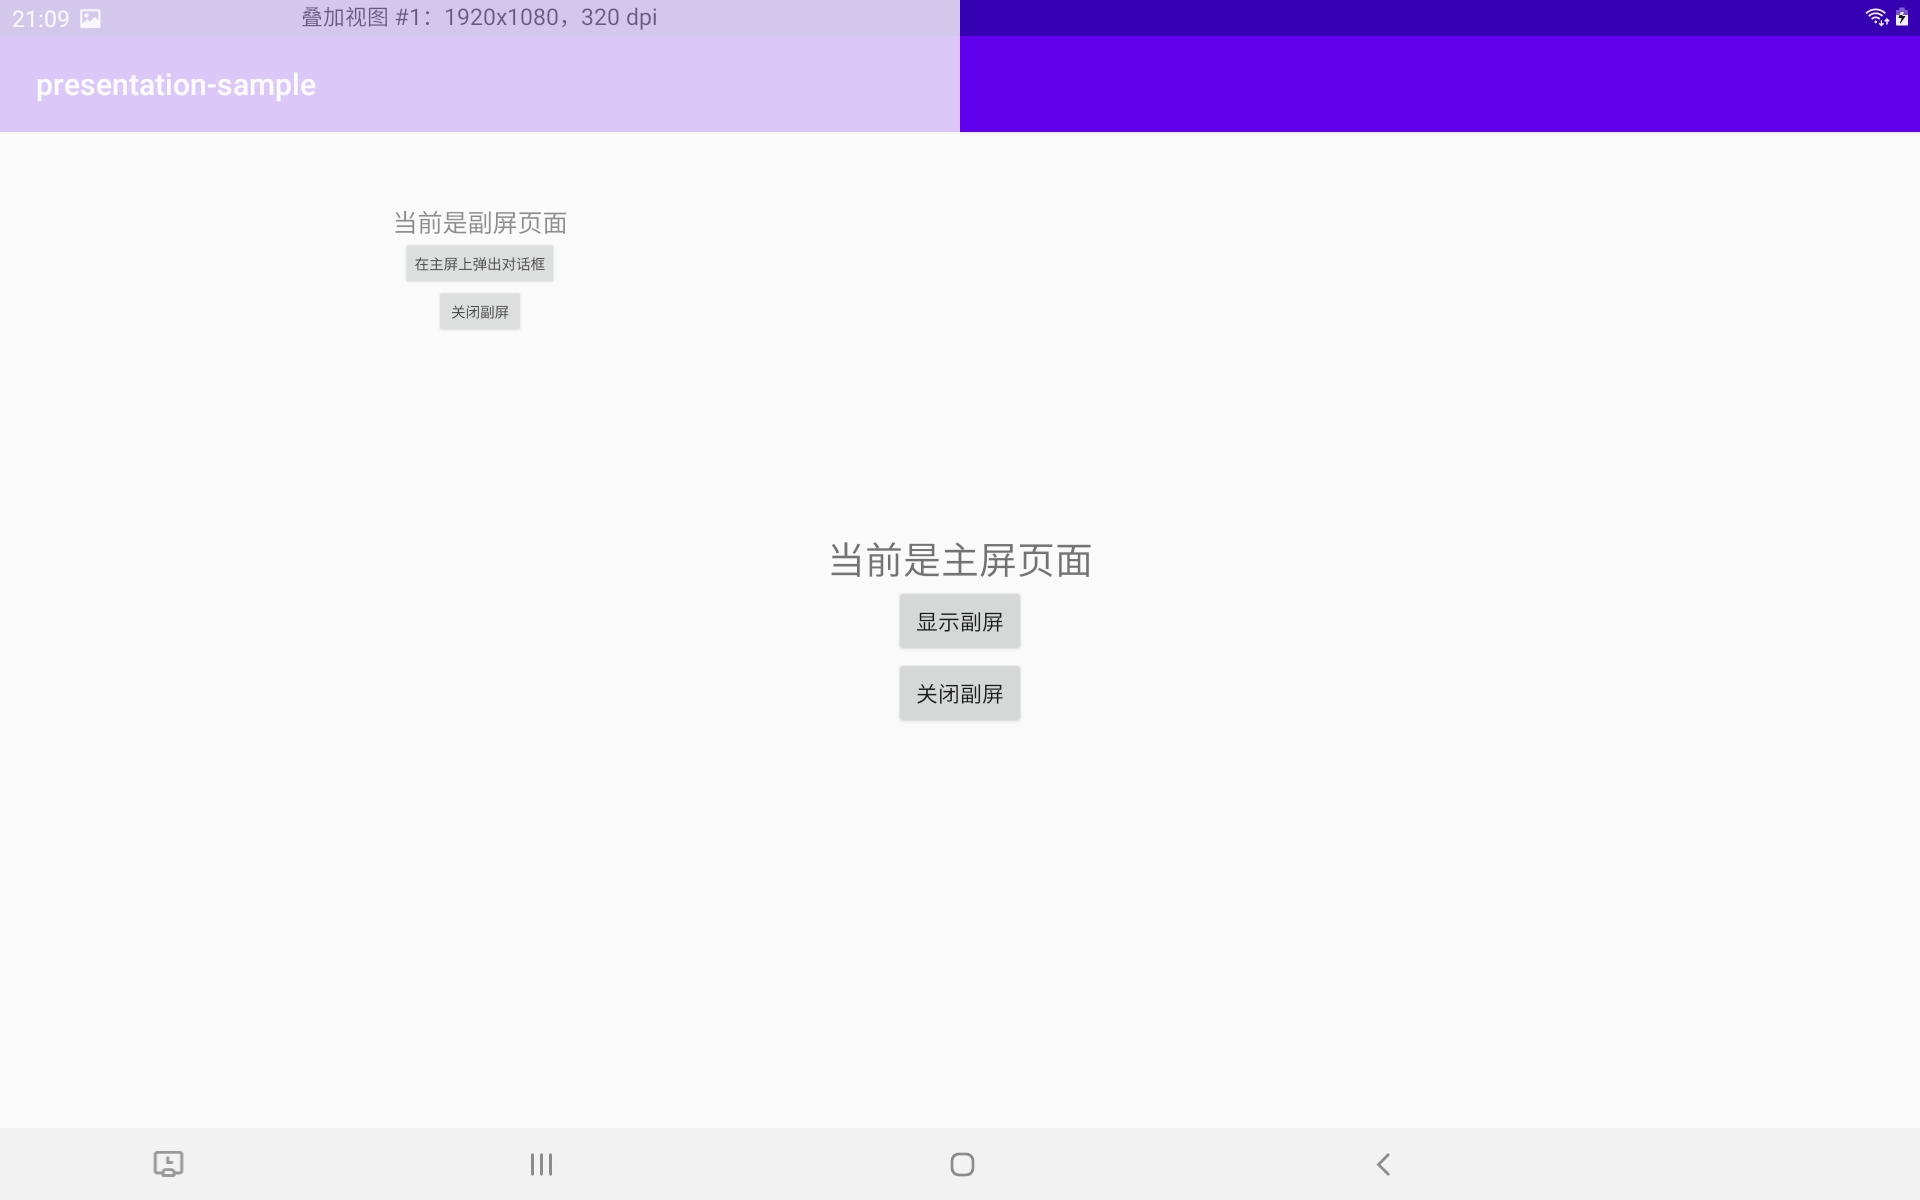 21:09
叠加视图 #1：1920x1080，320 dpi
presentation-sample
当前是副屏页面
在主屏上弹出对话框
关闭副屏
当前是主屏页面
显示副屏
关闭副屏